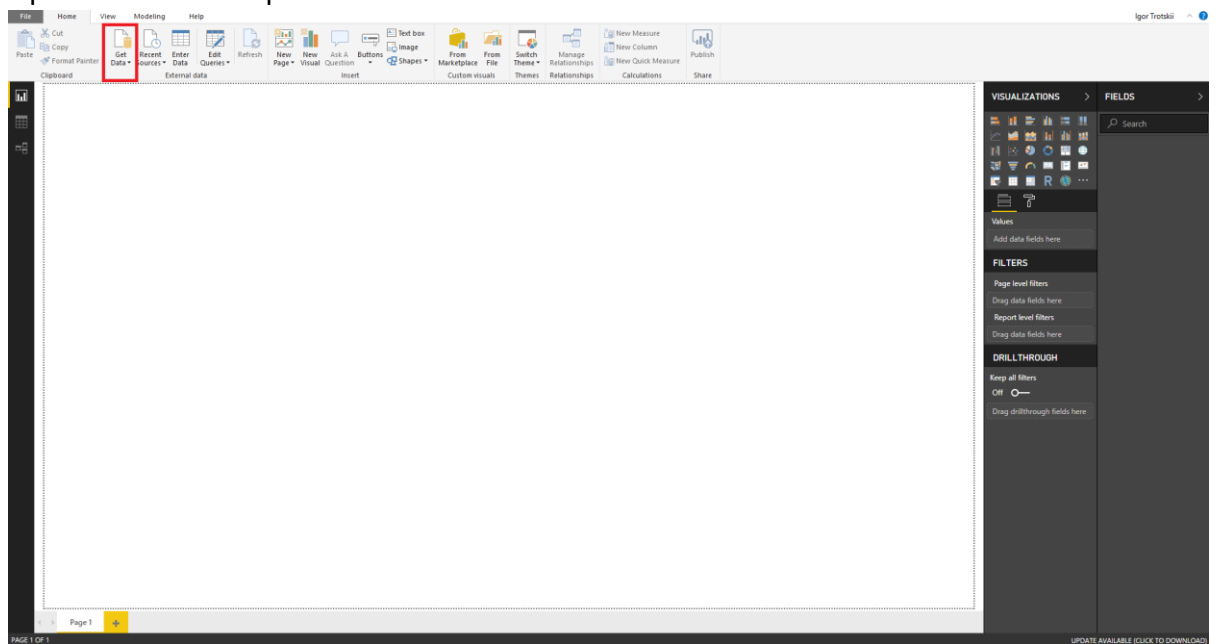 File Home View Modeling Help Igor Trotskii
Cut
Copy
Format Painter
Paste
Get Data
Recent Sources
Enter Data
Edit Queries
Refresh
New Page
New Visual
Ask A Question
Buttons
Text box
Image
Shapes
From Marketplace
From File
Switch Theme
Manage Relationships
New Measure
New Column
New Quick Measure
Publish
Clipboard External data Insert Custom visuals Themes Relationships Calculations Share
VISUALIZATIONS
R
Values
Add data fields here
FILTERS
Page level filters
Drag data fields here
Report level filters
Drag data fields here
DRILLTHROUGH
Keep all filters
Off
Drag drillthrough fields here
FIELDS
Search
Page 1
PAGE 1 OF 1 UPDATE AVAILABLE (CLICK TO DOWNLOAD)